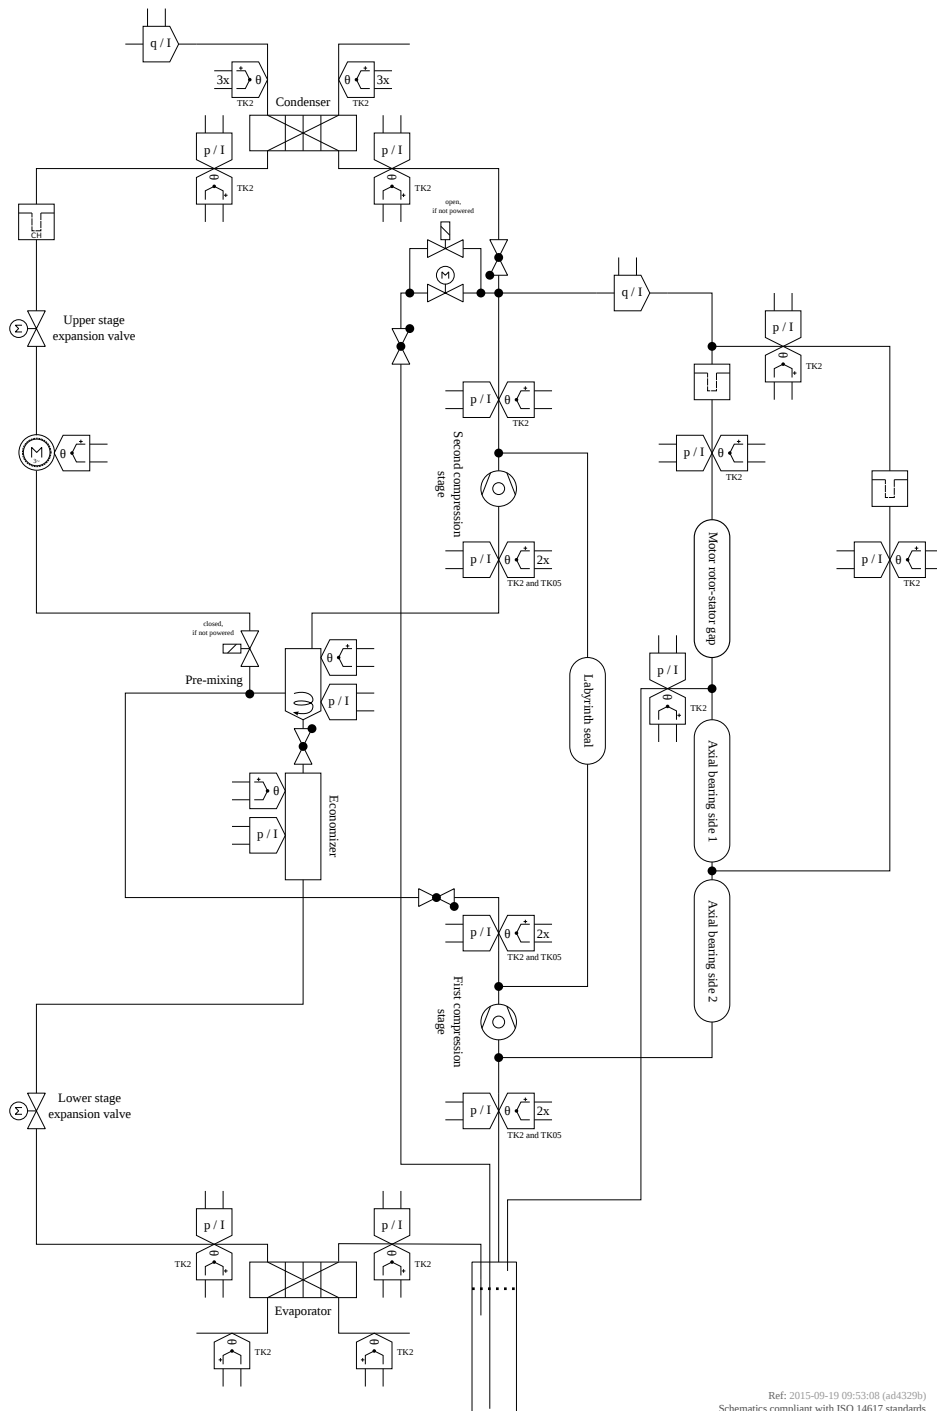 q / I
3x
θ
TK2
θ
3x
TK2
Condenser
p / I
θ
TK2
p / I
θ
TK2
open,
if not powered
CH
M
q / I
p / I
θ
TK2
Σ
Upper stage
expansion valve
p / I
θ
TK2
M
3~
θ
Second compression
stage
p / I
θ
TK2
p / I
θ
2x
TK2 and TK05
Motor rotor-stator gap
p / I
θ
TK2
closed,
if not powered
Pre-mixing
θ
p / I
Labyrinth seal
p / I
θ
TK2
Axial bearing side 1
θ
p / I
Economizer
Axial bearing side 2
p / I
θ
2x
TK2 and TK05
First compression
stage
Σ
Lower stage
expansion valve
p / I
θ
2x
TK2 and TK05
p / I
θ
TK2
p / I
θ
TK2
Evaporator
θ
TK2
θ
TK2
Ref: 2015-09-19 09:53:08 (ad4329b)
Schematics compliant with ISO 14617 standards